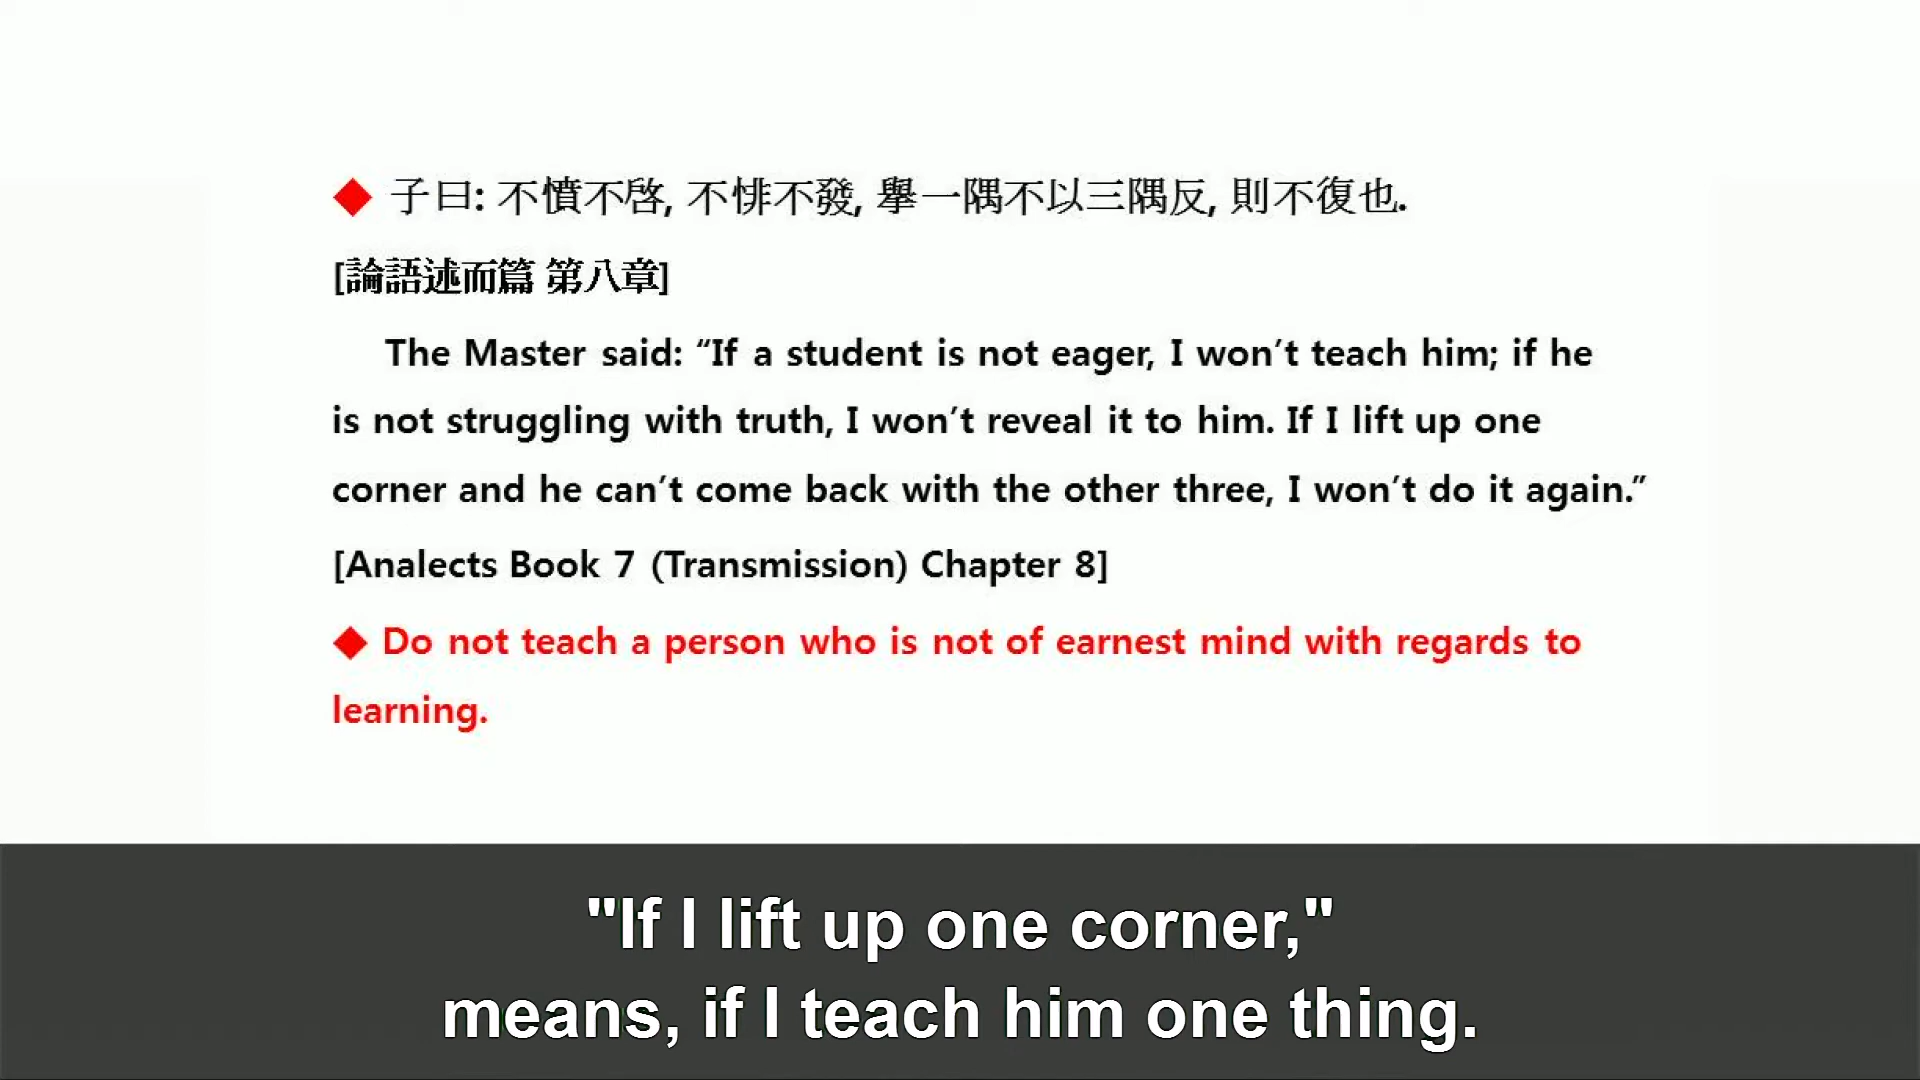 ◆ 子曰: 不憤不啓, 不悱不發, 擧一隅不以三隅反, 則不復也.
[論語述而篇 第八章]
The Master said: “If a student is not eager, I won’t teach him; if he
is not struggling with truth, I won’t reveal it to him. If I lift up one
corner and he can’t come back with the other three, I won’t do it again.”
[Analects Book 7 (Transmission) Chapter 8]
◆ Do not teach a person who is not of earnest mind with regards to
learning.
"If I lift up one corner,"
means, if I teach him one thing.